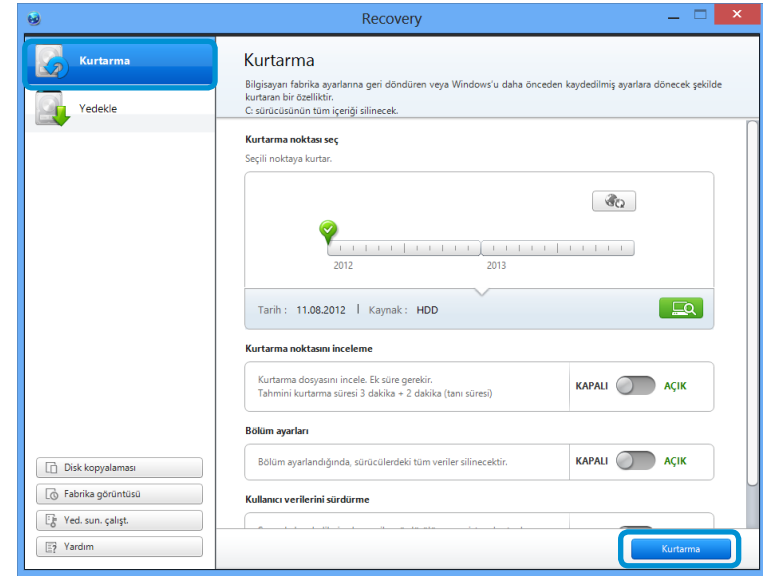 Recovery
Kurtarma
Yedekle
Kurtarma
Bilgisayarı fabrika ayarlarına geri döndüren veya Windows'u daha önceden kaydedilmiş ayarlara dönecek şekilde
kurtaran bir özelliktir.
C: sürücüsünün tüm içeriği silinecek.
Kurtarma noktası seç
Seçili noktaya kurtar.
2012 2013
Tarih : 11.08.2012 | Kaynak : HDD
Kurtarma noktasını inceleme
Kurtarma dosyasını incele. Ek süre gerekir.
Tahmini kurtarma süresi 3 dakika + 2 dakika (tanı süresi)
KAPALI AÇIK
Bölüm ayarları
Bölüm ayarlandığında, sürücülerdeki tüm veriler silinecektir.
KAPALI AÇIK
Kullanıcı verilerini sürdürme
Disk kopyalaması
Fabrika görüntüsü
Yed. sun. çalışt.
Yardım
Kurtarma